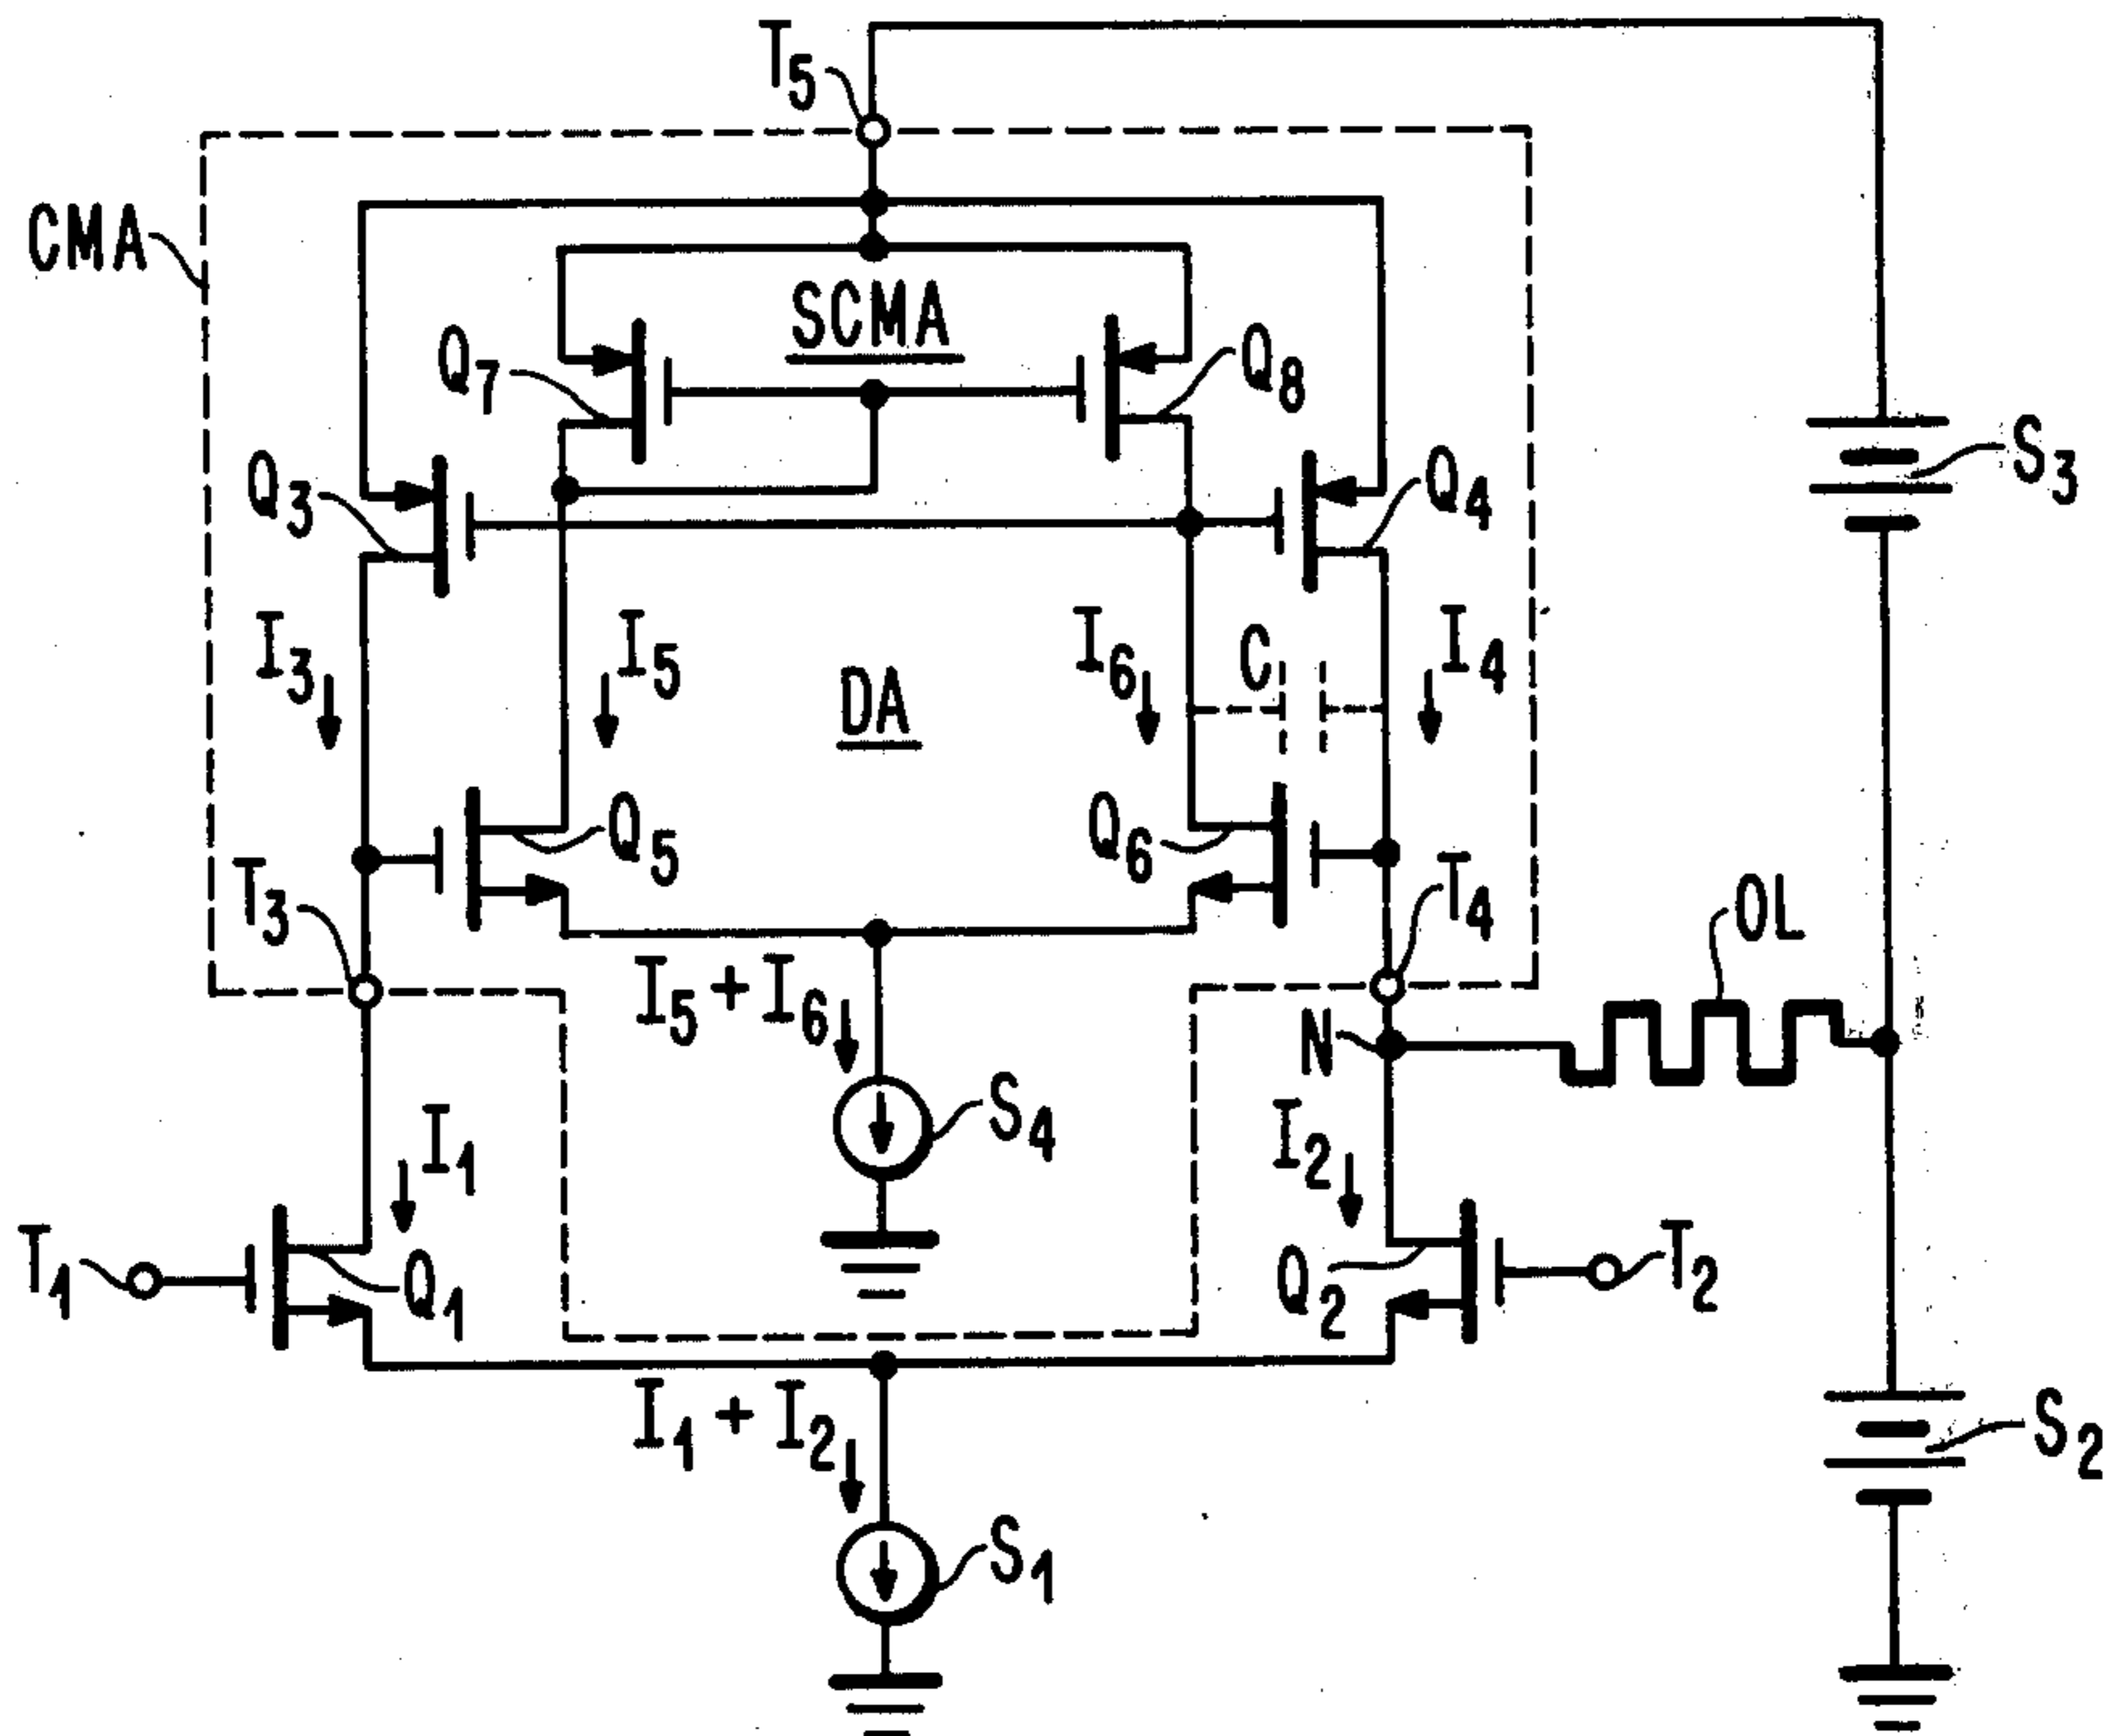 T5
CMA
SCMA
Q7
Q8
S3
Q3
Q4
I3
I5
I6
C
I4
DA
Q5
Q6
T3
T4
OL
I5 + I6
N
S4
I1
I2
T1
Q1
Q2
T2
I1 + I2
S2
S1